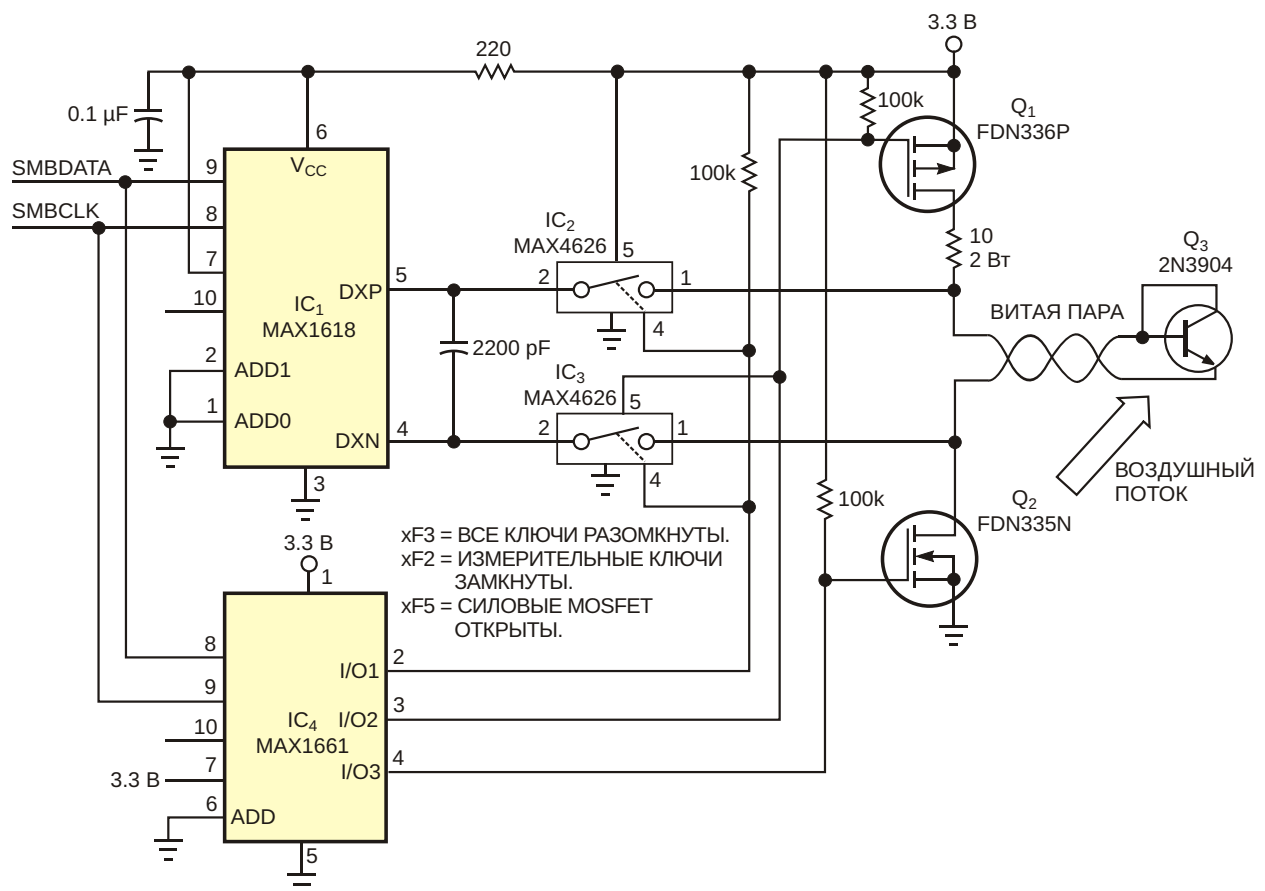 3.3 В
220
0.1 µF
100k
Q1
FDN336P
6
VCC
SMBDATA
9
100k
SMBCLK
8
IC2
MAX4626
5
10
2 Вт
Q3
2N3904
7
5
2
1
DXP
10
IC1
MAX1618
ВИТАЯ ПАРА
4
2200 pF
2
ADD1
IC3
MAX4626
5
1
ADD0
DXN
4
2
1
4
3
100k
ВОЗДУШНЫЙ
ПОТОК
Q2
FDN335N
3.3 В
1
xF3 = ВСЕ КЛЮЧИ РАЗОМКНУТЫ.
xF2 = ИЗМЕРИТЕЛЬНЫЕ КЛЮЧИ
ЗАМКНУТЫ.
xF5 = СИЛОВЫЕ MOSFET
ОТКРЫТЫ.
8
I/O1
2
9
IC4
MAX1661
I/O2
3
10
7
3.3 В
I/O3
4
6
ADD
5